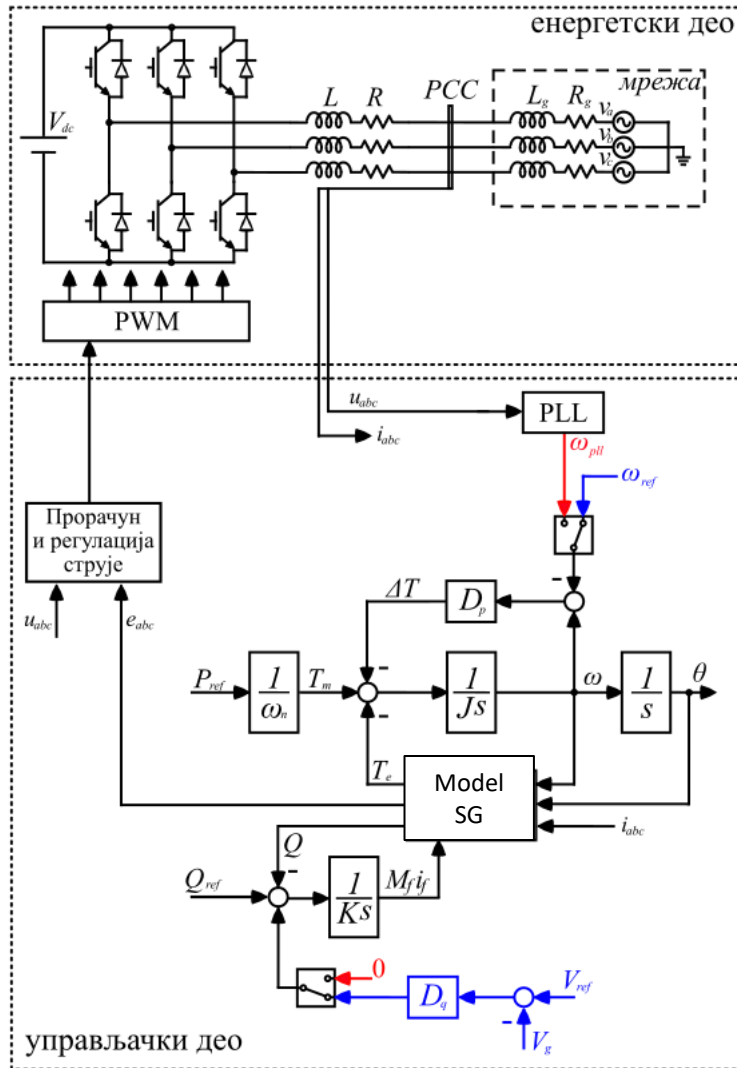 енергетски део
мрежа
L R PCC L_g R_g v_a
V_dc
v_b
v_c
PWM
u_abc
PLL
i_abc
ω_pll
ω_ref
Прорачун
и регулација
струје
ΔT D_p
u_abc e_abc
P_ref 1/ω_n T_m 1/Js ω 1/s θ
T_e
Model
SG
i_abc
Q
Q_ref 1/Ks M_f i_f
0
D_q V_ref
V_g
управљачки део